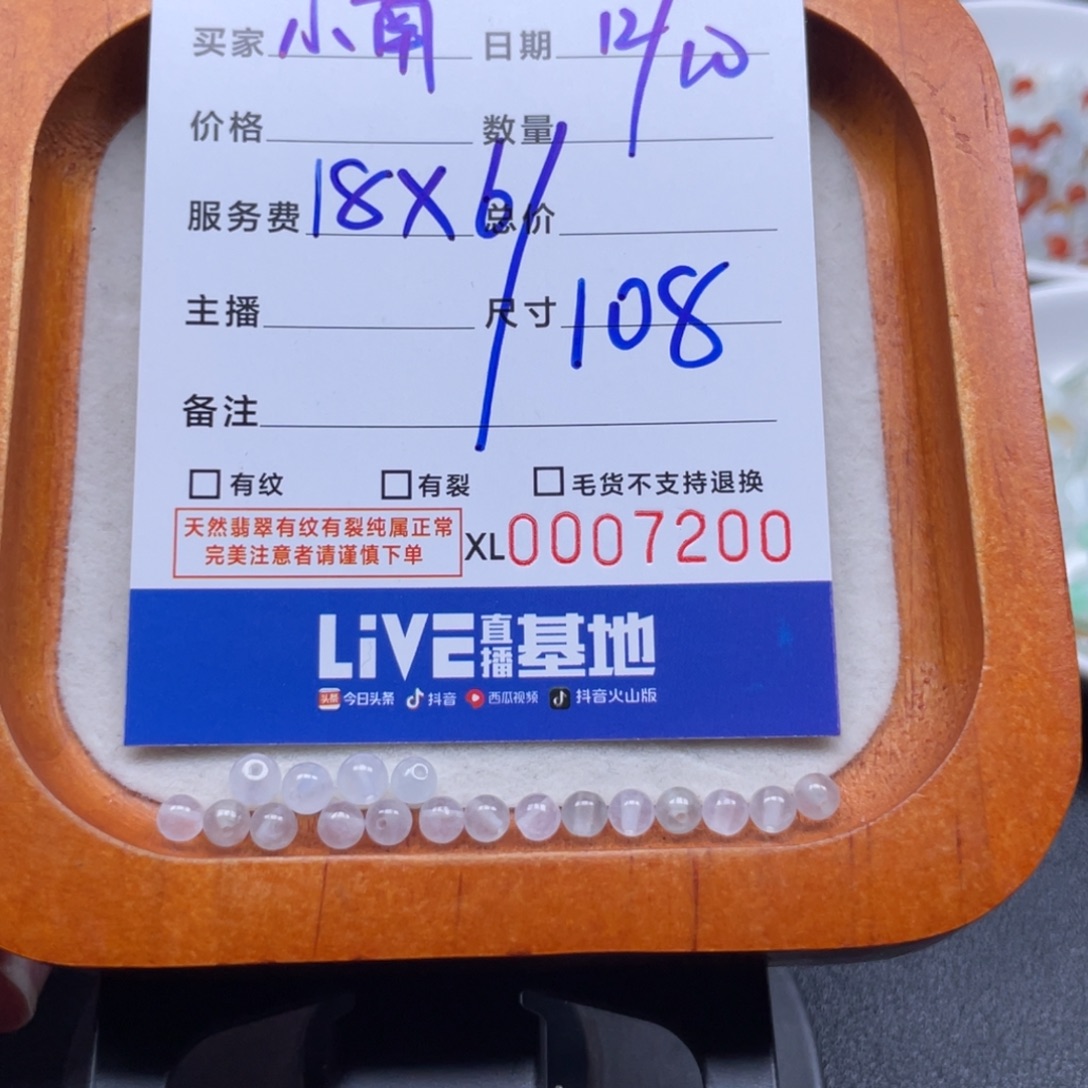 买家 小南 日期 12/10
价格 数量
服务费 18X6 总价
主播 尺寸 108
备注
有纹 有裂 毛货不支持退换
天然翡翠有纹有裂纯属正常
完美注意者请谨慎下单
XL0007200
LiVE直播基地
头条 今日头条 抖音 西瓜视频 抖音火山版